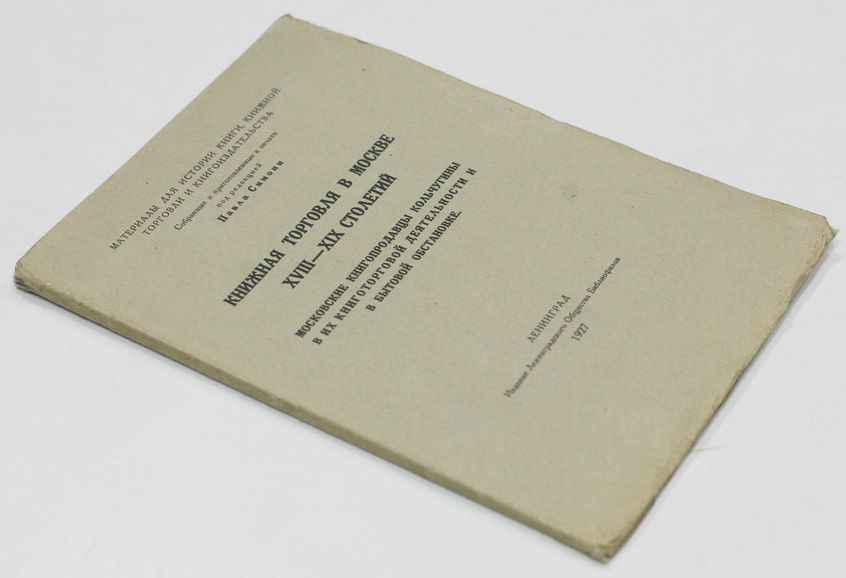 МАТЕРИАЛЫ ДЛЯ ИСТОРИИ КНИГИ, КНИЖНОЙ
ТОРГОВЛИ И КНИГОИЗДАТЕЛЬСТВА
Собранные и приготовленные к печати
под редакцией
Павла Симони
КНИЖНАЯ ТОРГОВЛЯ В МОСКВЕ
XVIII—XIX СТОЛЕТИЙ
МОСКОВСКИЕ КНИГОПРОДАВЦЫ КОЛЬЧУГИНЫ
В ИХ КНИГОТОРГОВОЙ ДЕЯТЕЛЬНОСТИ И
В БЫТОВОЙ ОБСТАНОВКЕ.
ЛЕНИНГРАД
Издание Ленинградского Общества Библиофилов
1927